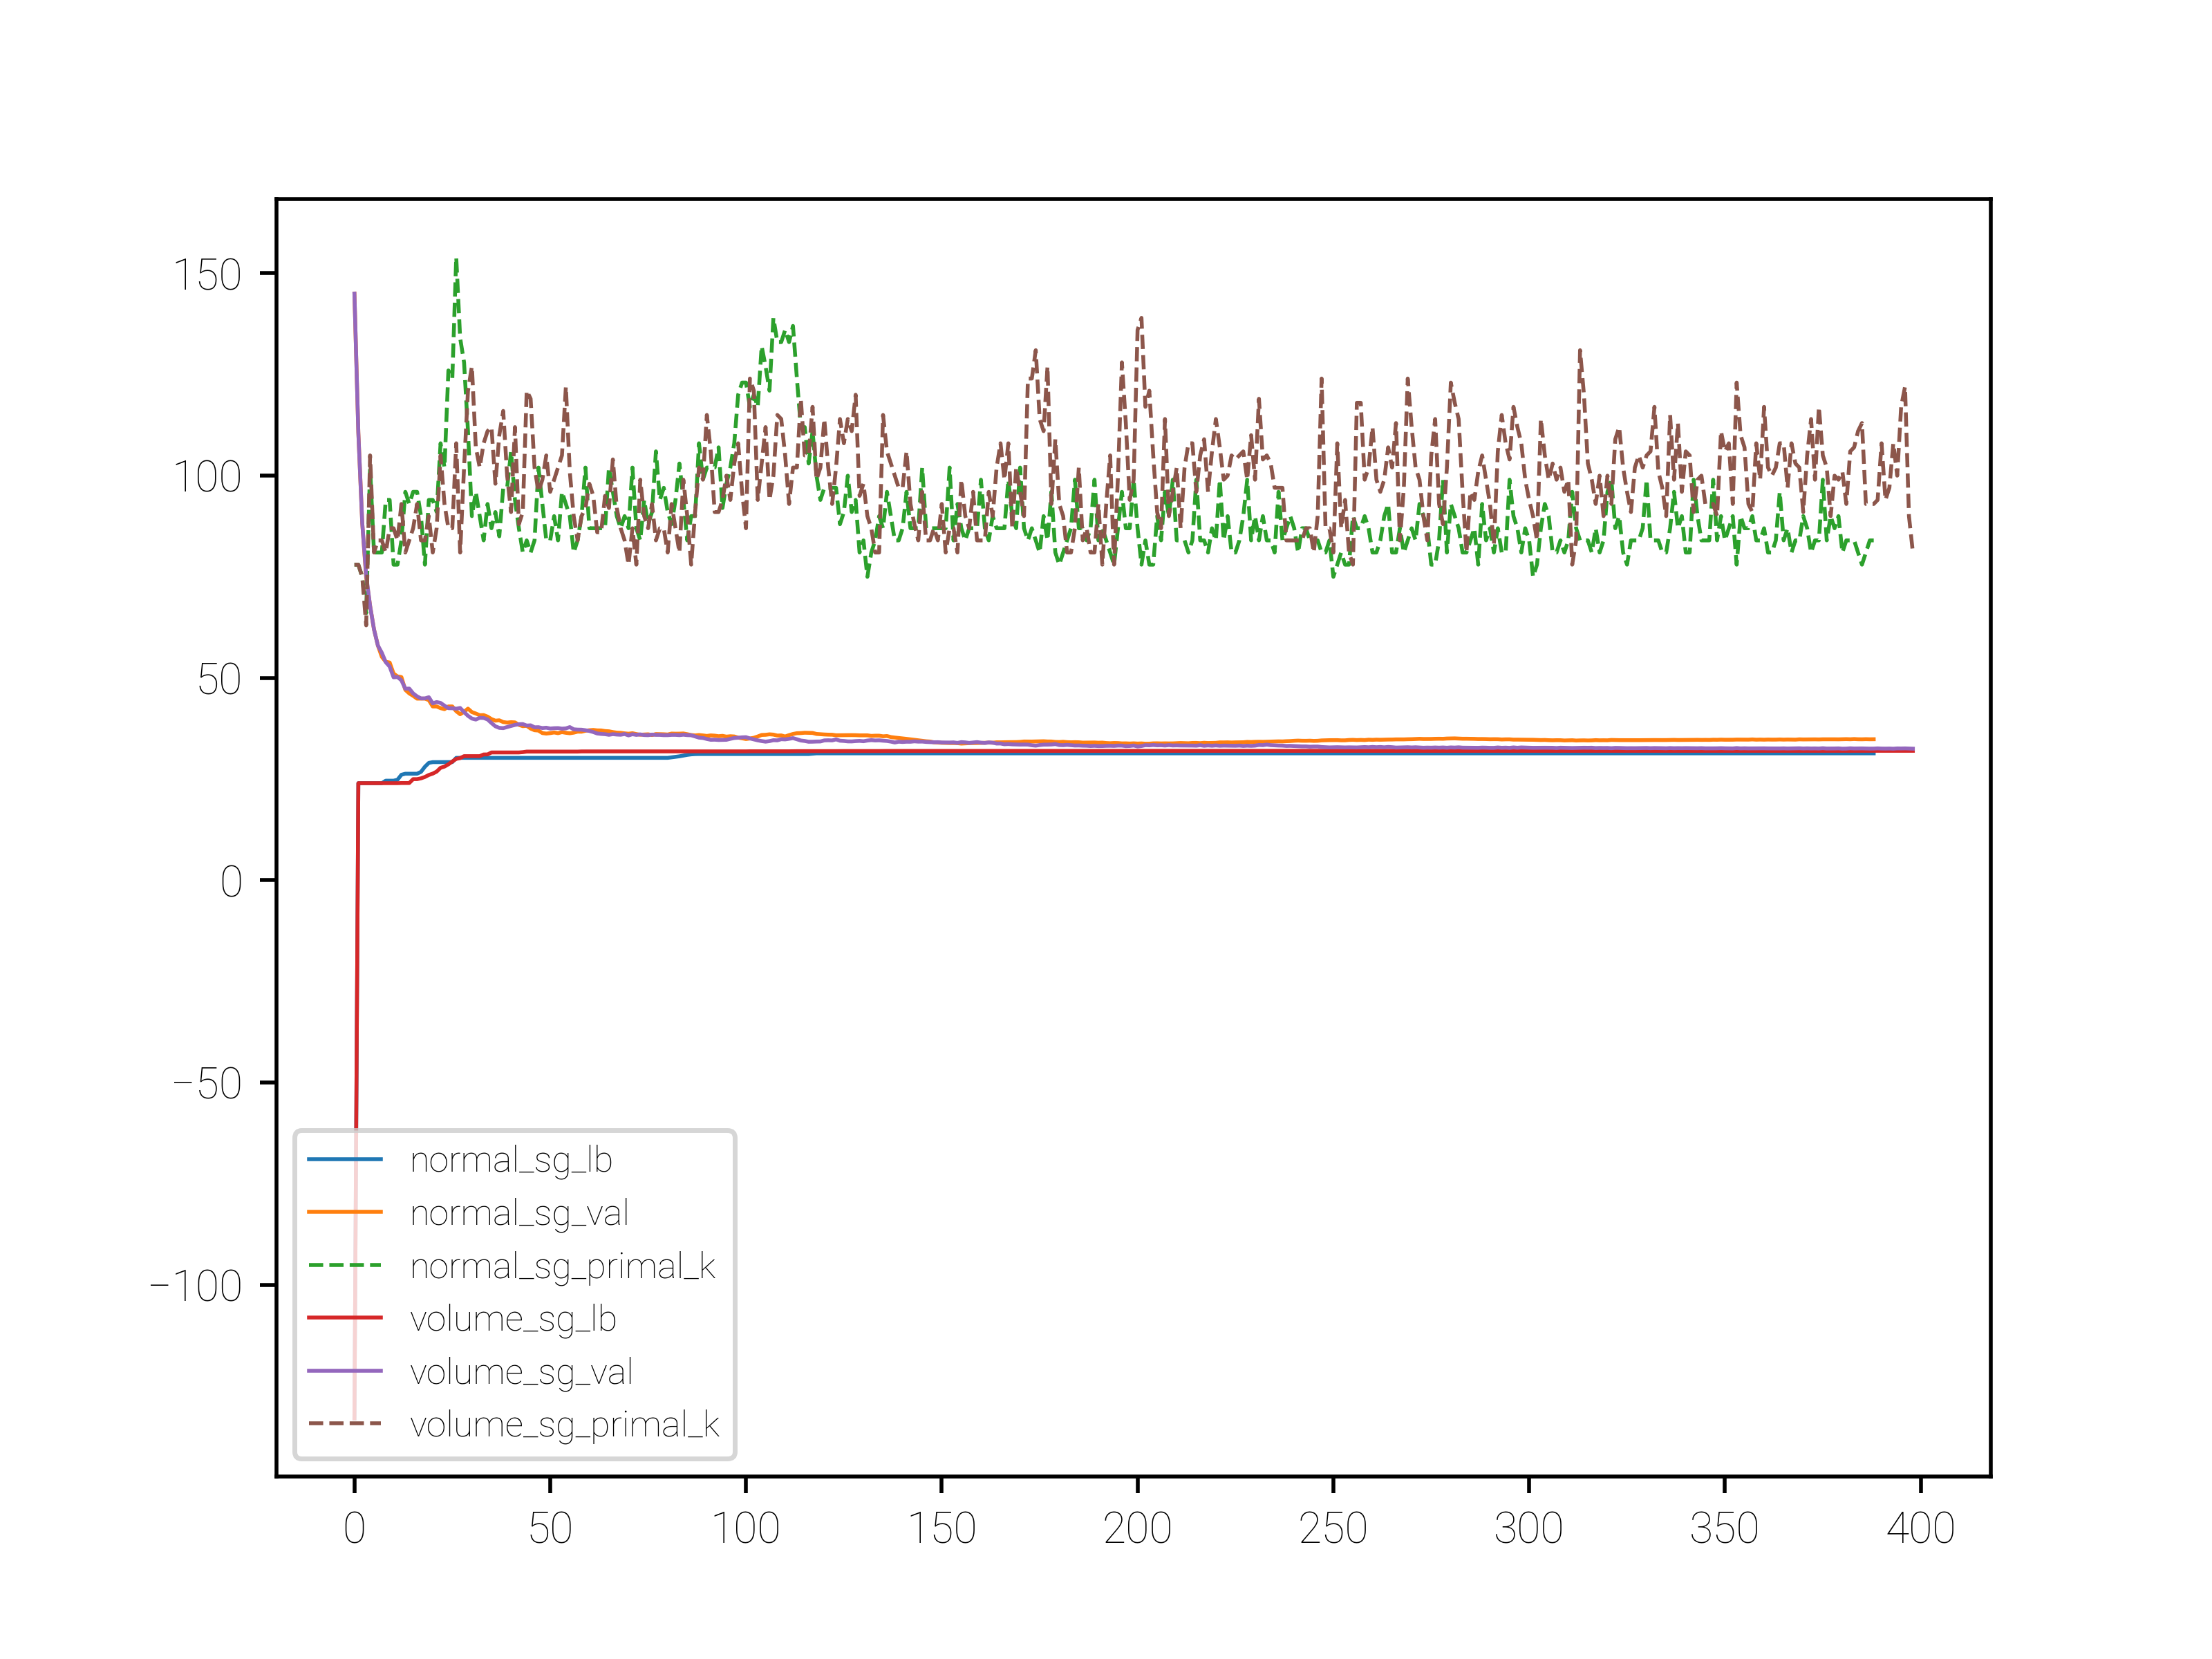 150
100
50
0
−50
−100
normal_sg_lb
normal_sg_val
normal_sg_primal_k
volume_sg_lb
volume_sg_val
volume_sg_primal_k
0 50 100 150 200 250 300 350 400